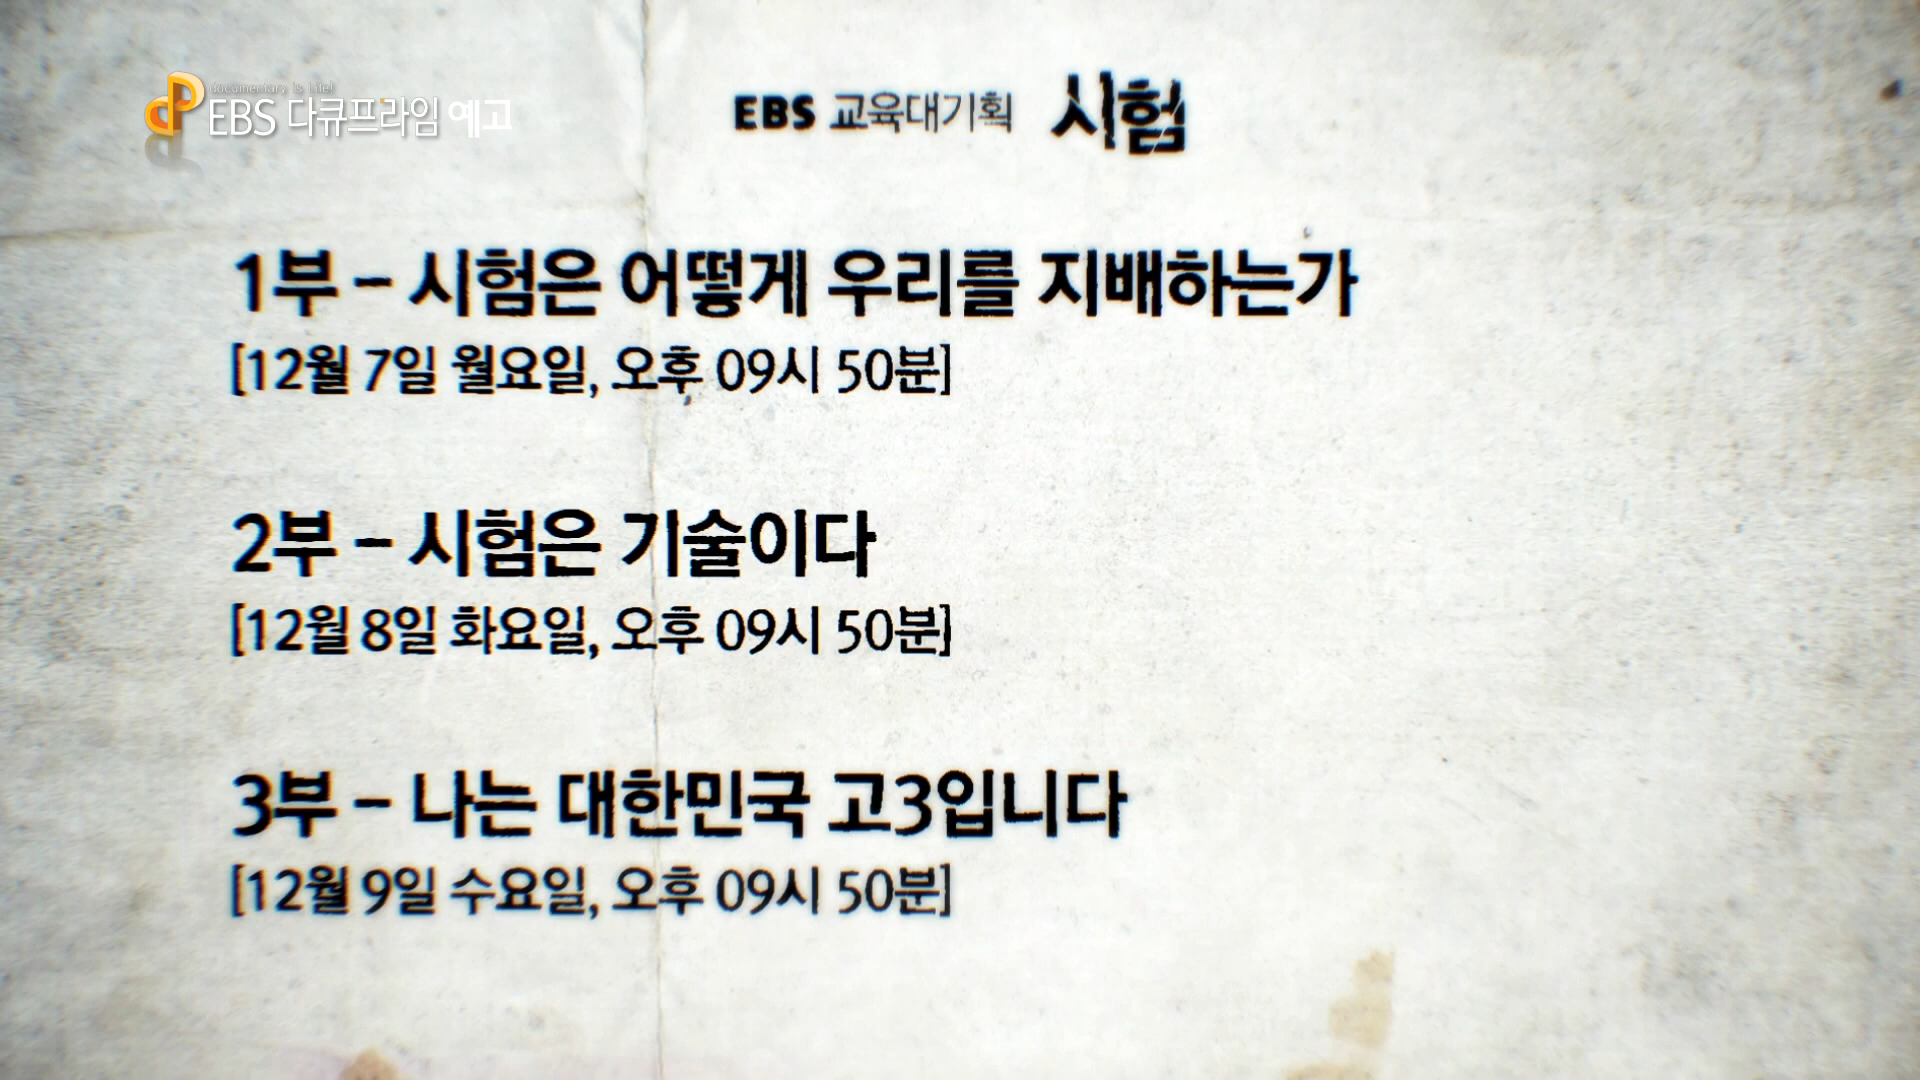 documentary is Life!
EBS 다큐프라임 예고
EBS 교육대기획 시험
1부 - 시험은 어떻게 우리를 지배하는가
[12월 7일 월요일, 오후 09시 50분]
2부 - 시험은 기술이다
[12월 8일 화요일, 오후 09시 50분]
3부 - 나는 대한민국 고3입니다
[12월 9일 수요일, 오후 09시 50분]